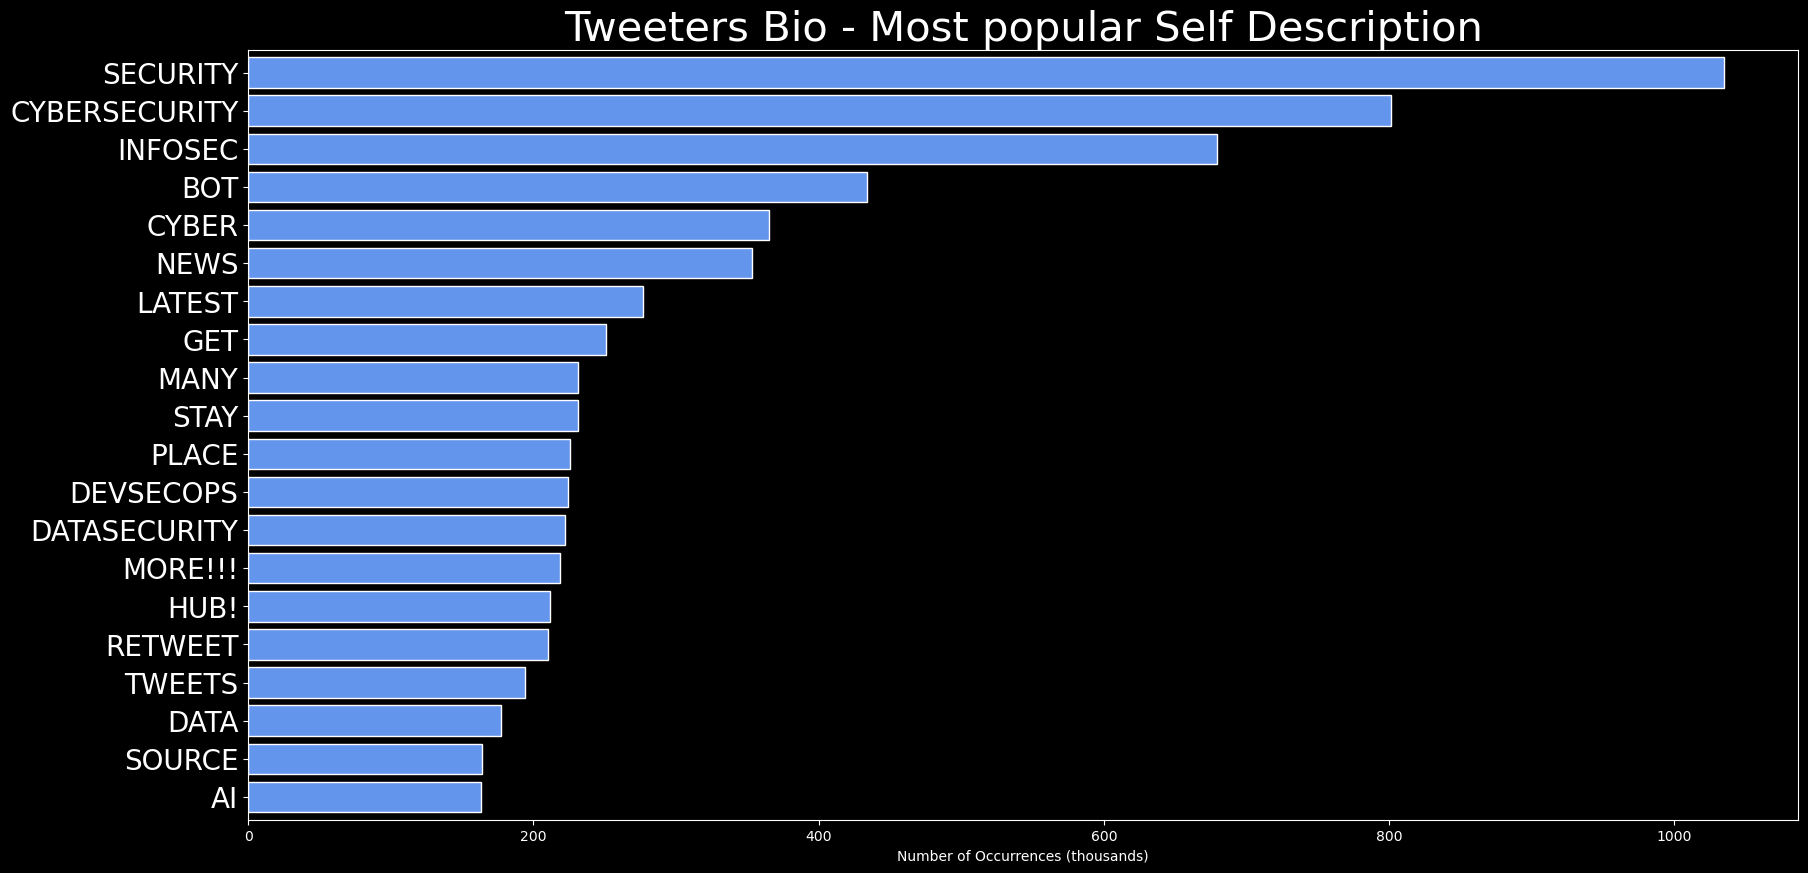 Tweeters Bio - Most popular Self Description
SECURITY
CYBERSECURITY
INFOSEC
BOT
CYBER
NEWS
LATEST
GET
MANY
STAY
PLACE
DEVSECOPS
DATASECURITY
MORE!!!
HUB!
RETWEET
TWEETS
DATA
SOURCE
AI
0 200 400 600 800 1000
Number of Occurrences (thousands)